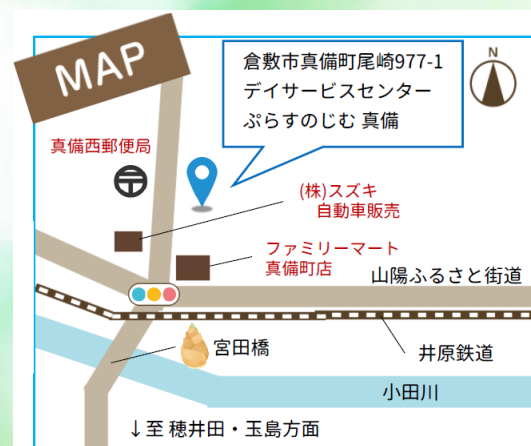 MAP
倉敷市真備町尾崎977-1
デイサービスセンター
ぷらすのじむ 真備
N
真備西郵便局
(株)スズキ
自動車販売
ファミリーマート
真備町店
山陽ふるさと街道
宮田橋
井原鉄道
小田川
↓至 穂井田・玉島方面